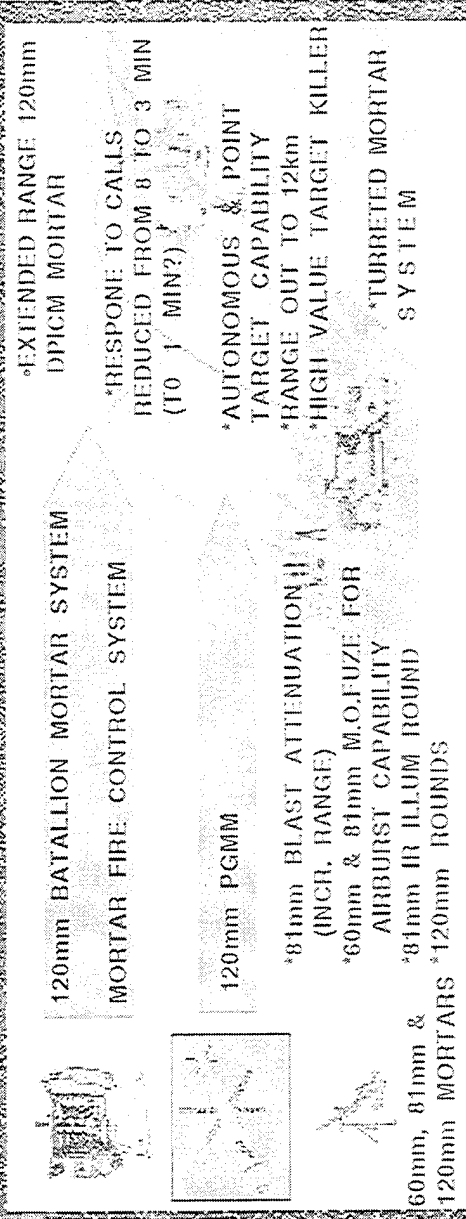 120mm BATALLION MORTAR SYSTEM
MORTAR FIRE CONTROL SYSTEM
*EXTENDED RANGE 120mm
DPICM MORTAR
*RESPONE TO CALLS
REDUCED FROM 8 TO 3 MIN
(TO 1 MIN?)
120mm PGMM
*AUTONOMOUS & POINT
TARGET CAPABILITY
*RANGE OUT TO 12km
*HIGH VALUE TARGET KILLER
60mm, 81mm &
120mm MORTARS
*81mm BLAST ATTENUATION
(INCR. RANGE)
*60mm & 81mm M.O.FUZE FOR
AIRBURST CAPABILITY
*81mm IR ILLUM ROUND
*120mm ROUNDS
*TURRETED MORTAR
SYSTEM